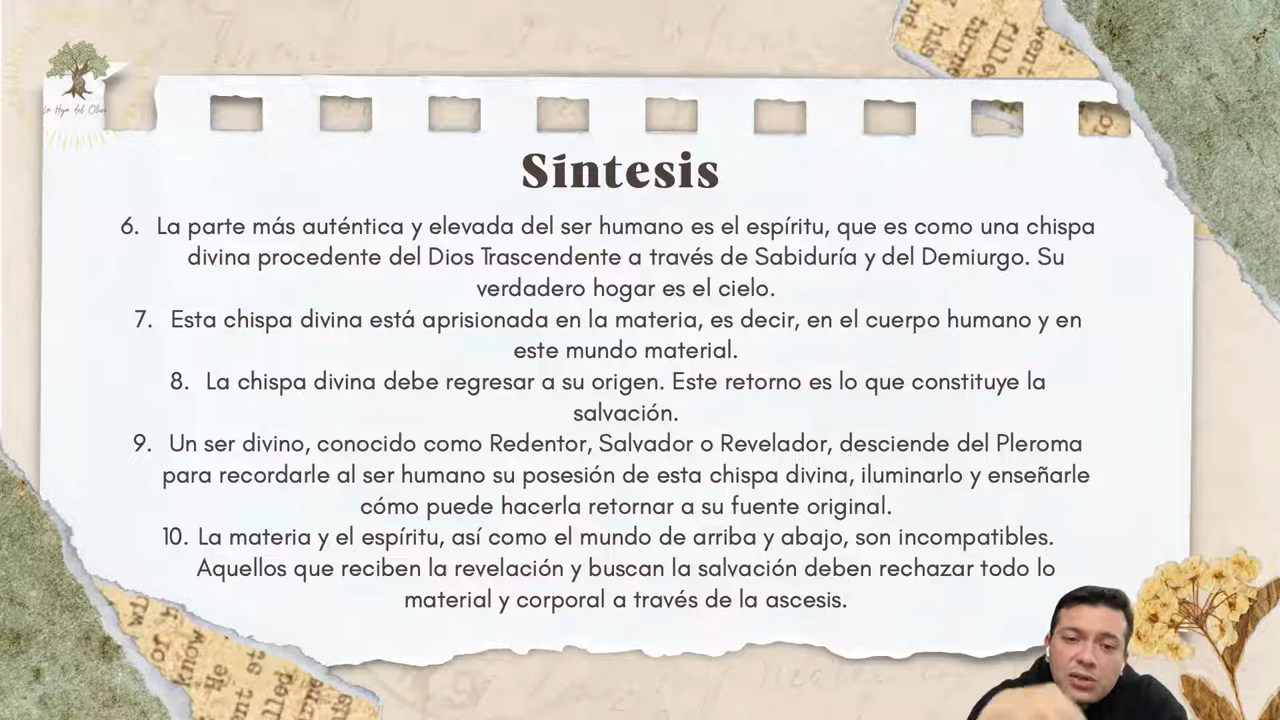 La Hija del Olivo
Síntesis
6. La parte más auténtica y elevada del ser humano es el espíritu, que es como una chispa
divina procedente del Dios Trascendente a través de Sabiduría y del Demiurgo. Su
verdadero hogar es el cielo.
7. Esta chispa divina está aprisionada en la materia, es decir, en el cuerpo humano y en
este mundo material.
8. La chispa divina debe regresar a su origen. Este retorno es lo que constituye la
salvación.
9. Un ser divino, conocido como Redentor, Salvador o Revelador, desciende del Pleroma
para recordarle al ser humano su posesión de esta chispa divina, iluminarlo y enseñarle
cómo puede hacerla retornar a su fuente original.
10. La materia y el espíritu, así como el mundo de arriba y abajo, son incompatibles.
Aquellos que reciben la revelación y buscan la salvación deben rechazar todo lo
material y corporal a través de la ascesis.